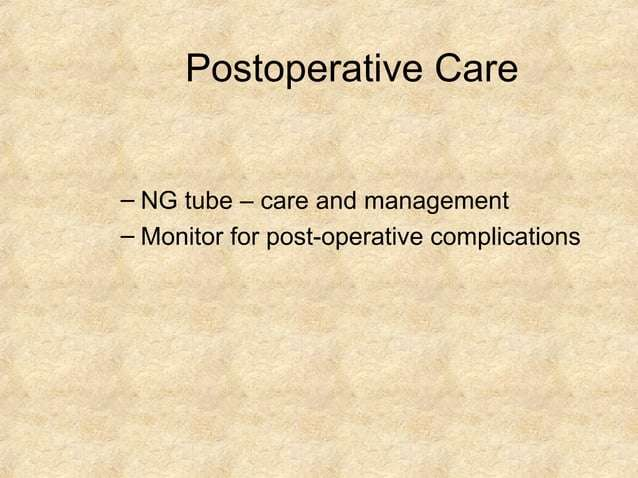 Postoperative Care
– NG tube – care and management
– Monitor for post-operative complications